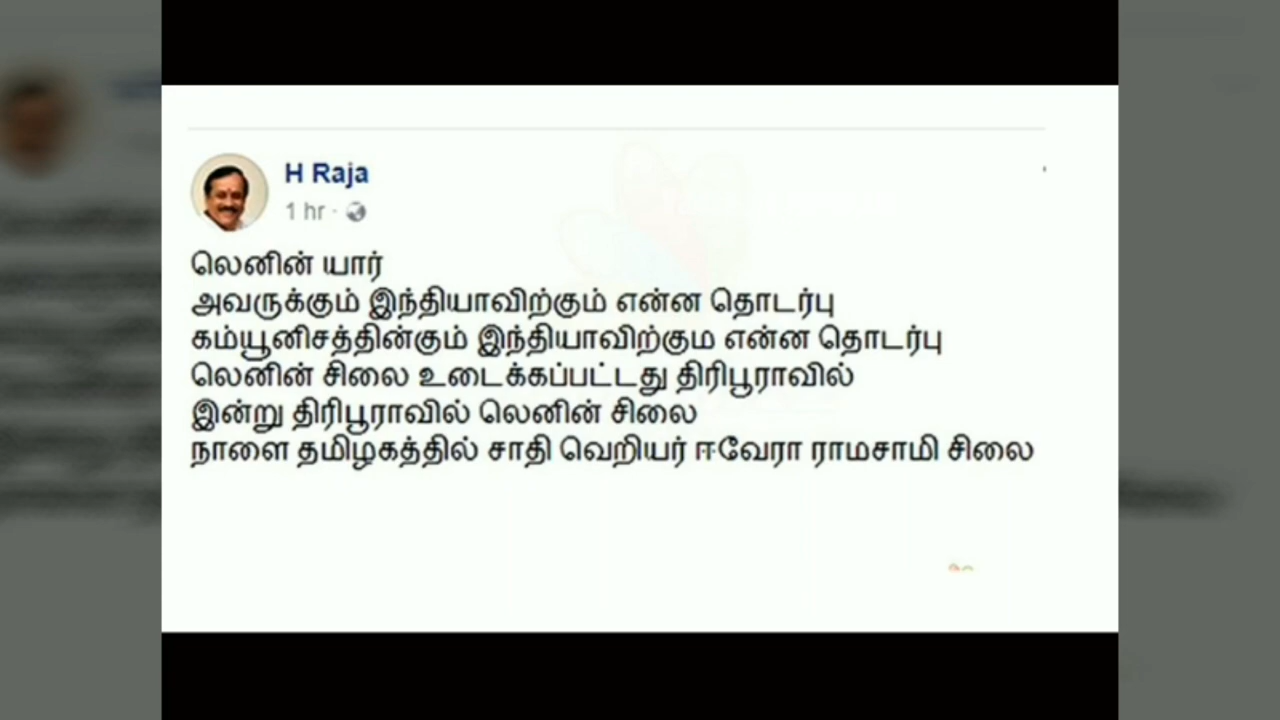 H Raja
1 hr ·
லெனின் யார்
அவருக்கும் இந்தியாவிற்கும் என்ன தொடர்பு
கம்யூனிசத்தின்கும் இந்தியாவிற்கும என்ன தொடர்பு
லெனின் சிலை உடைக்கப்பட்டது திரிபூராவில்
இன்று திரிபூராவில் லெனின் சிலை
நாளை தமிழகத்தில் சாதி வெறியர் ஈவேரா ராமசாமி சிலை